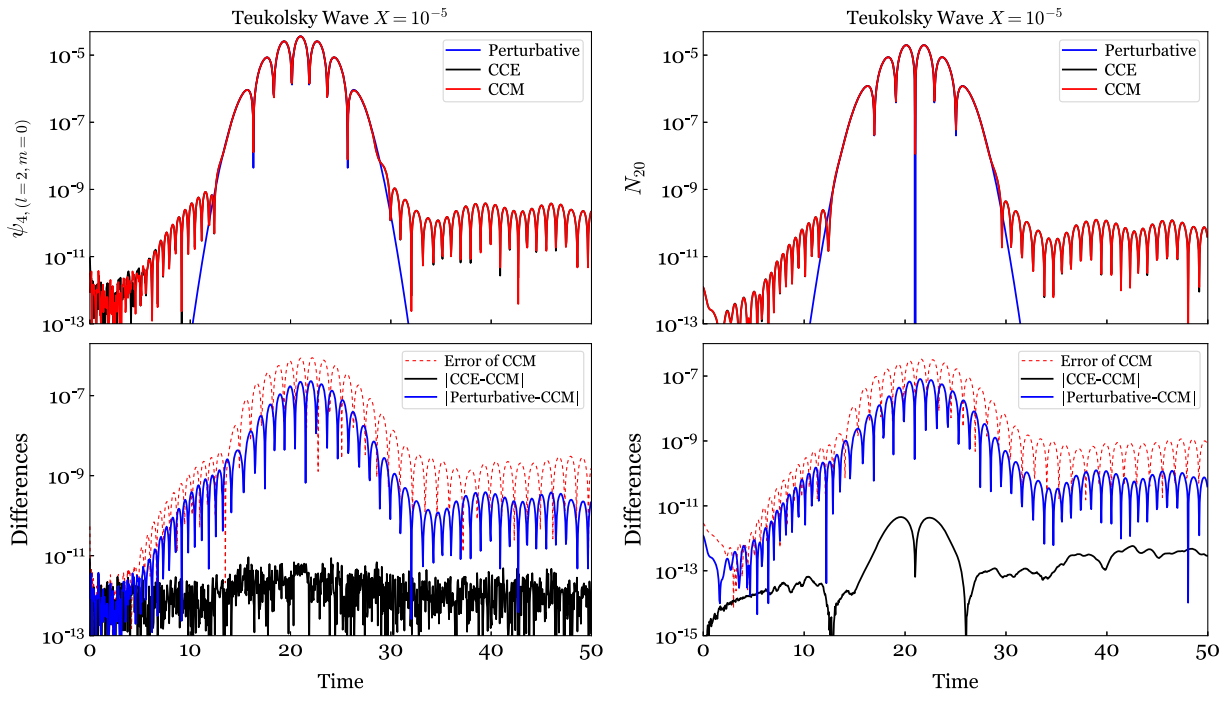 Teukolsky Wave X = 10⁻⁵
10⁻⁵
10⁻⁷
10⁻⁹
10⁻¹¹
10⁻¹³
ψ₄,(l = 2, m = 0)
Perturbative
CCE
CCM
Teukolsky Wave X = 10⁻⁵
10⁻⁵
10⁻⁷
10⁻⁹
10⁻¹¹
10⁻¹³
N₂₀
Perturbative
CCE
CCM
10⁻⁷
10⁻⁹
10⁻¹¹
10⁻¹³
Differences
Error of CCM
|CCE-CCM|
|Perturbative-CCM|
0 10 20 30 40 50
Time
10⁻⁷
10⁻⁹
10⁻¹¹
10⁻¹³
10⁻¹⁵
Differences
Error of CCM
|CCE-CCM|
|Perturbative-CCM|
0 10 20 30 40 50
Time